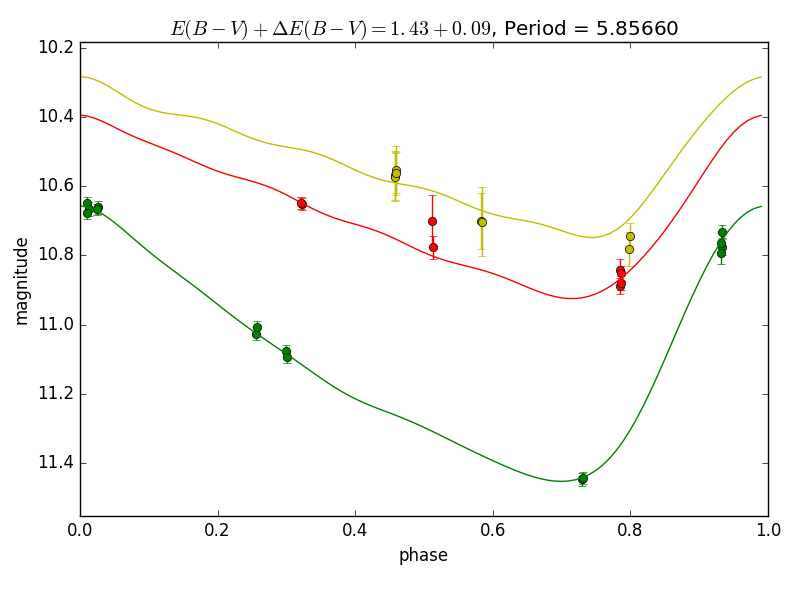 E(B − V) + ΔE(B − V) = 1.43 + 0.09, Period = 5.85660
10.2
10.4
10.6
10.8
11.0
11.2
11.4
magnitude
0.0 0.2 0.4 0.6 0.8 1.0
phase